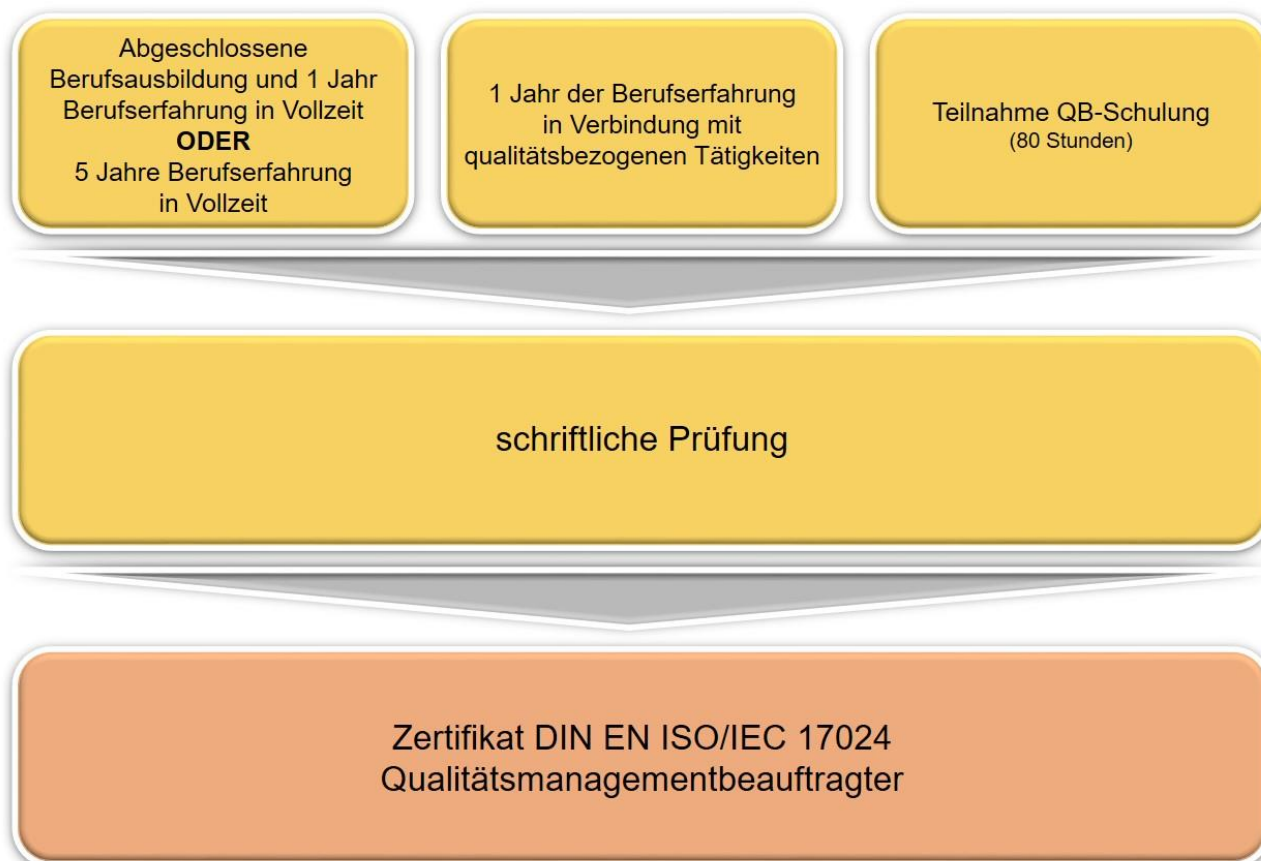 Abgeschlossene
Berufsausbildung und 1 Jahr
Berufserfahrung in Vollzeit
ODER
5 Jahre Berufserfahrung
in Vollzeit
1 Jahr der Berufserfahrung
in Verbindung mit
qualitätsbezogenen Tätigkeiten
Teilnahme QB-Schulung
(80 Stunden)
schriftliche Prüfung
Zertifikat DIN EN ISO/IEC 17024
Qualitätsmanagementbeauftragter